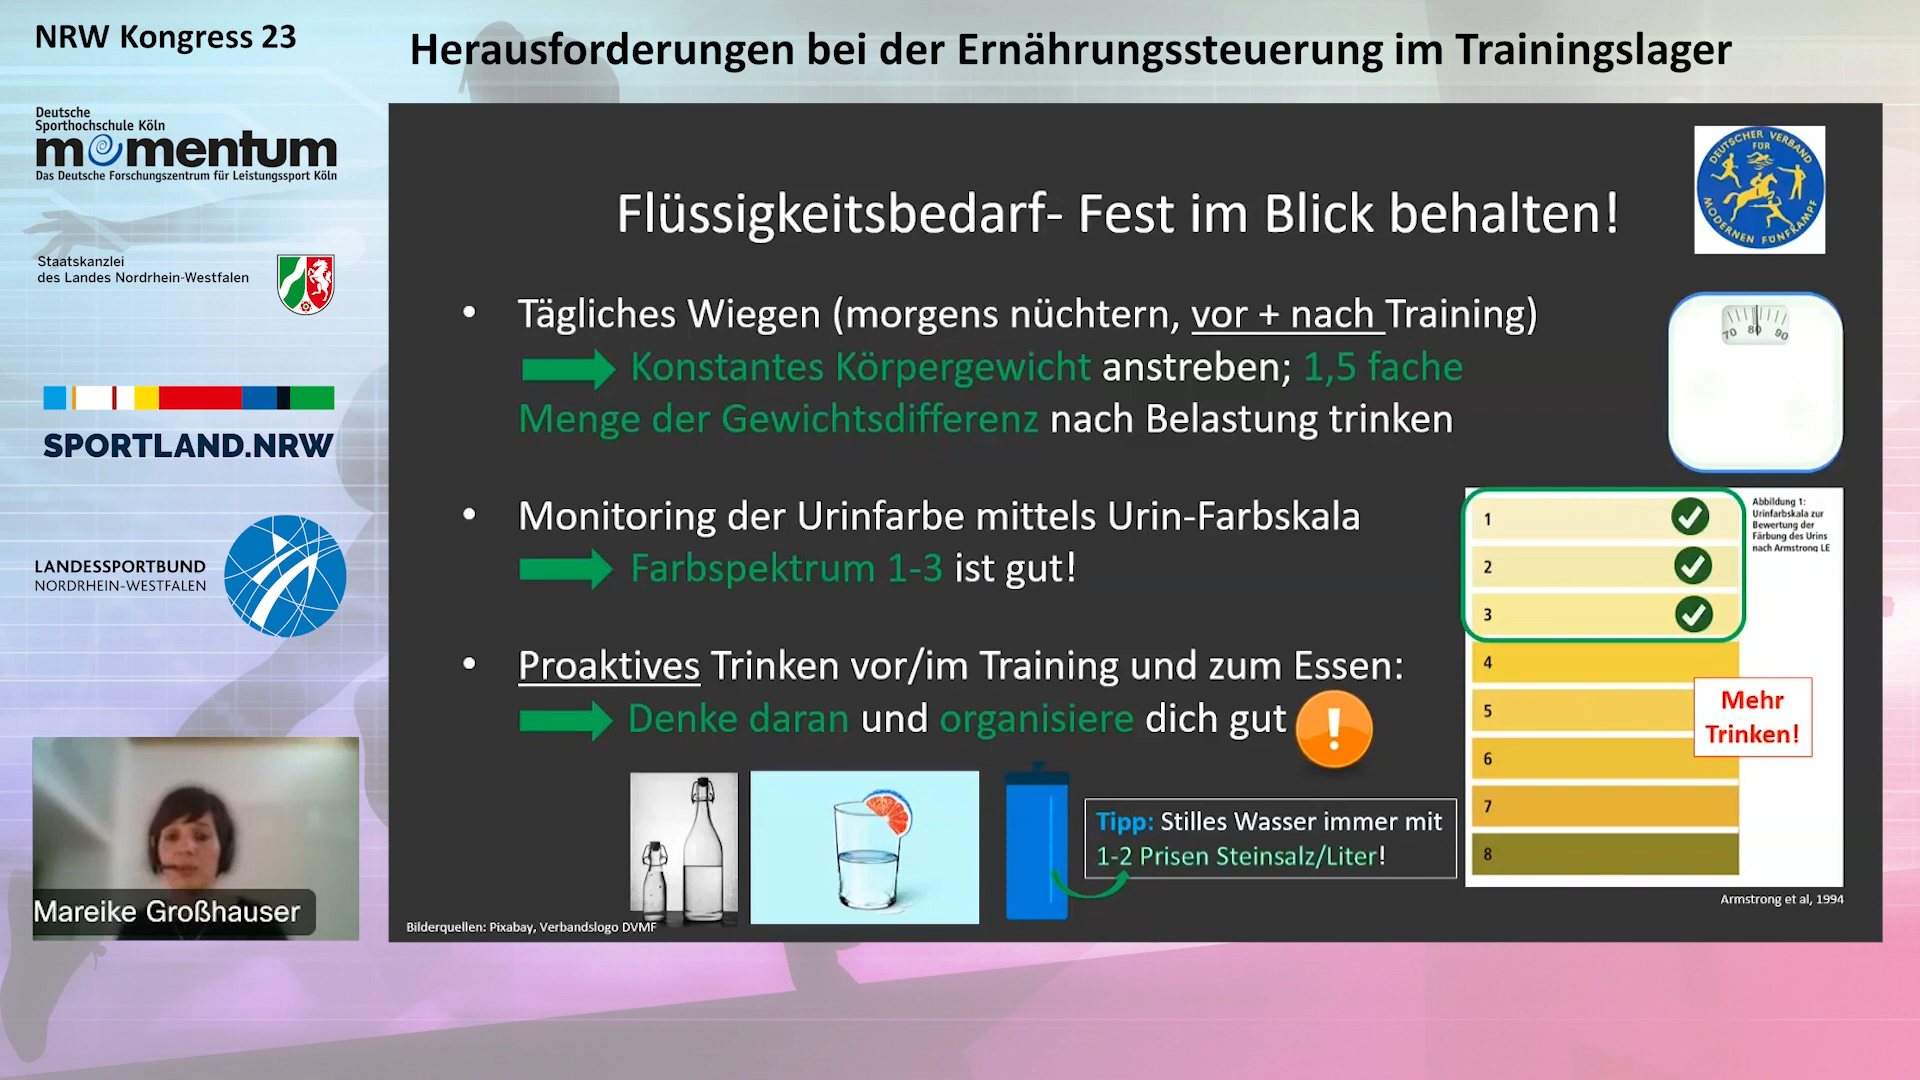 NRW Kongress 23
Herausforderungen bei der Ernährungssteuerung im Trainingslager
Deutsche
Sporthochschule Köln
momentum
Das Deutsche Forschungszentrum für Leistungssport Köln
Staatskanzlei
des Landes Nordrhein-Westfalen
SPORTLAND.NRW
LANDESSPORTBUND
NORDRHEIN-WESTFALEN
Mareike Großhauser
DEUTSCHER VERBAND
FÜR
MODERNEN FÜNFKAMPF
Flüssigkeitsbedarf- Fest im Blick behalten!
• Tägliches Wiegen (morgens nüchtern, vor + nach Training)
Konstantes Körpergewicht anstreben; 1,5 fache
Menge der Gewichtsdifferenz nach Belastung trinken
70 80 90
• Monitoring der Urinfarbe mittels Urin-Farbskala
Farbspektrum 1-3 ist gut!
• Proaktives Trinken vor/im Training und zum Essen:
Denke daran und organisiere dich gut
!
Tipp: Stilles Wasser immer mit
1-2 Prisen Steinsalz/Liter!
1
2
3
4
5
6
7
8
Abbildung 1:
Urinfarbskala zur
Bewertung der
Färbung des Urins
nach Armstrong LE
Mehr
Trinken!
Armstrong et al, 1994
Bilderquellen: Pixabay, Verbandslogo DVMF